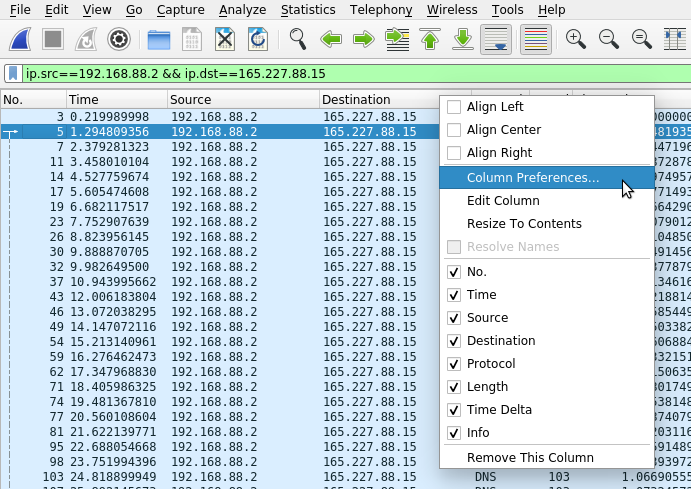 File Edit View Go Capture Analyze Statistics Telephony Wireless Tools Help
ip.src==192.168.88.2 && ip.dst==165.227.88.15
No. Time Source Destination
3 0.219989998 192.168.88.2 165.227.88.15
5 1.294809356 192.168.88.2 165.227.88.15
7 2.379281323 192.168.88.2 165.227.88.15
11 3.458010104 192.168.88.2 165.227.88.15
14 4.527759674 192.168.88.2 165.227.88.15
17 5.605474608 192.168.88.2 165.227.88.15
19 6.682117517 192.168.88.2 165.227.88.15
23 7.752907639 192.168.88.2 165.227.88.15
26 8.823956145 192.168.88.2 165.227.88.15
30 9.888870705 192.168.88.2 165.227.88.15
32 9.982649500 192.168.88.2 165.227.88.15
37 10.943995662 192.168.88.2 165.227.88.15
43 12.006183804 192.168.88.2 165.227.88.15
46 13.072038295 192.168.88.2 165.227.88.15
49 14.147072116 192.168.88.2 165.227.88.15
54 15.213140961 192.168.88.2 165.227.88.15
59 16.276462473 192.168.88.2 165.227.88.15
62 17.347968830 192.168.88.2 165.227.88.15
71 18.405986325 192.168.88.2 165.227.88.15
74 19.481367810 192.168.88.2 165.227.88.15
77 20.560108604 192.168.88.2 165.227.88.15
81 21.622139771 192.168.88.2 165.227.88.15
95 22.688054668 192.168.88.2 165.227.88.15
98 23.751994396 192.168.88.2 165.227.88.15
103 24.818899949 192.168.88.2 165.227.88.15 DNS 103 1.06690555
Align Left
Align Center
Align Right
Column Preferences...
Edit Column
Resize To Contents
Resolve Names
No.
Time
Source
Destination
Protocol
Length
Time Delta
Info
Remove This Column